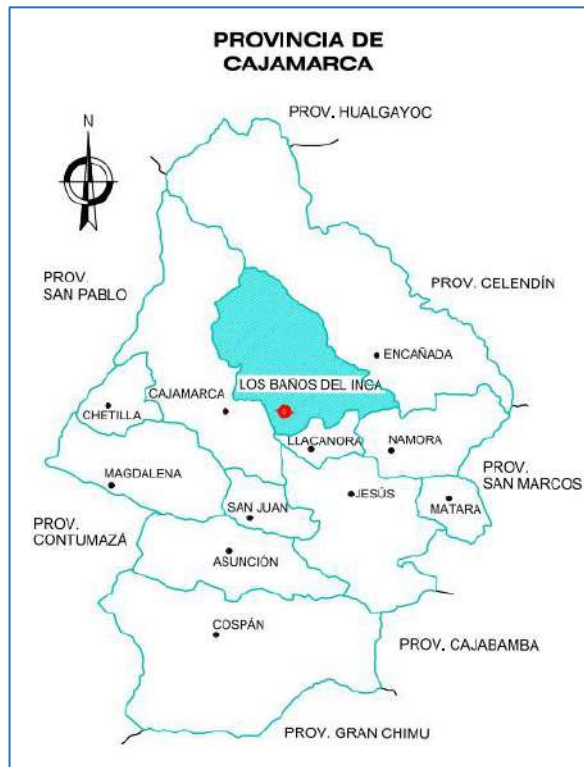 PROVINCIA DE
CAJAMARCA
PROV. HUALGAYOC
N
PROV.
SAN PABLO
PROV. CELENDÍN
ENCAÑADA
LOS BAÑOS DEL INCA
CAJAMARCA
CHETILLA
LLACANORA
NAMORA
MAGDALENA
PROV.
SAN MARCOS
JESÚS
SAN JUAN
MATARA
PROV.
CONTUMAZÁ
ASUNCIÓN
COSPÁN
PROV. CAJABAMBA
PROV. GRAN CHIMU